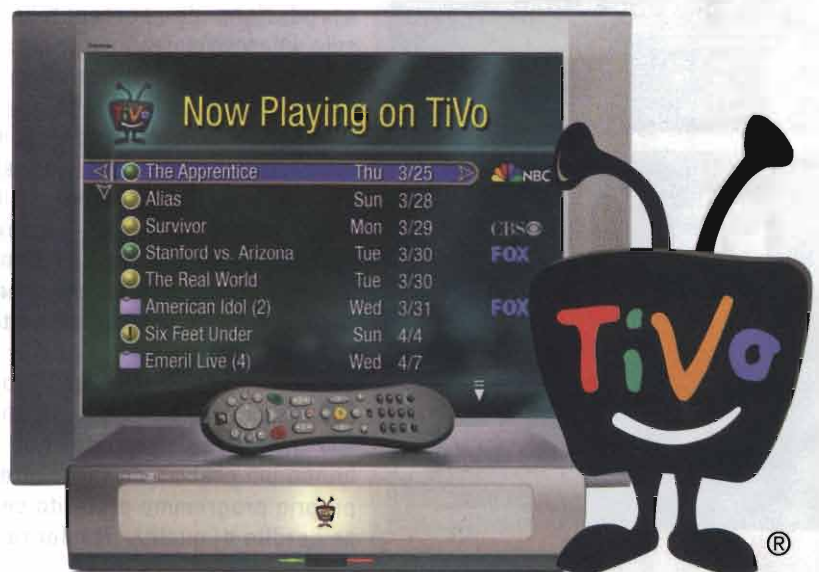 TiVo
Now Playing on TiVo
The Apprentice Thu 3/25 NBC
Alias Sun 3/28
Survivor Mon 3/29 CBS
Stanford vs. Arizona Tue 3/30 FOX
The Real World Tue 3/30
American Idol (2) Wed 3/31 FOX
Six Feet Under Sun 4/4
Emeril Live (4) Wed 4/7
TiVo
®